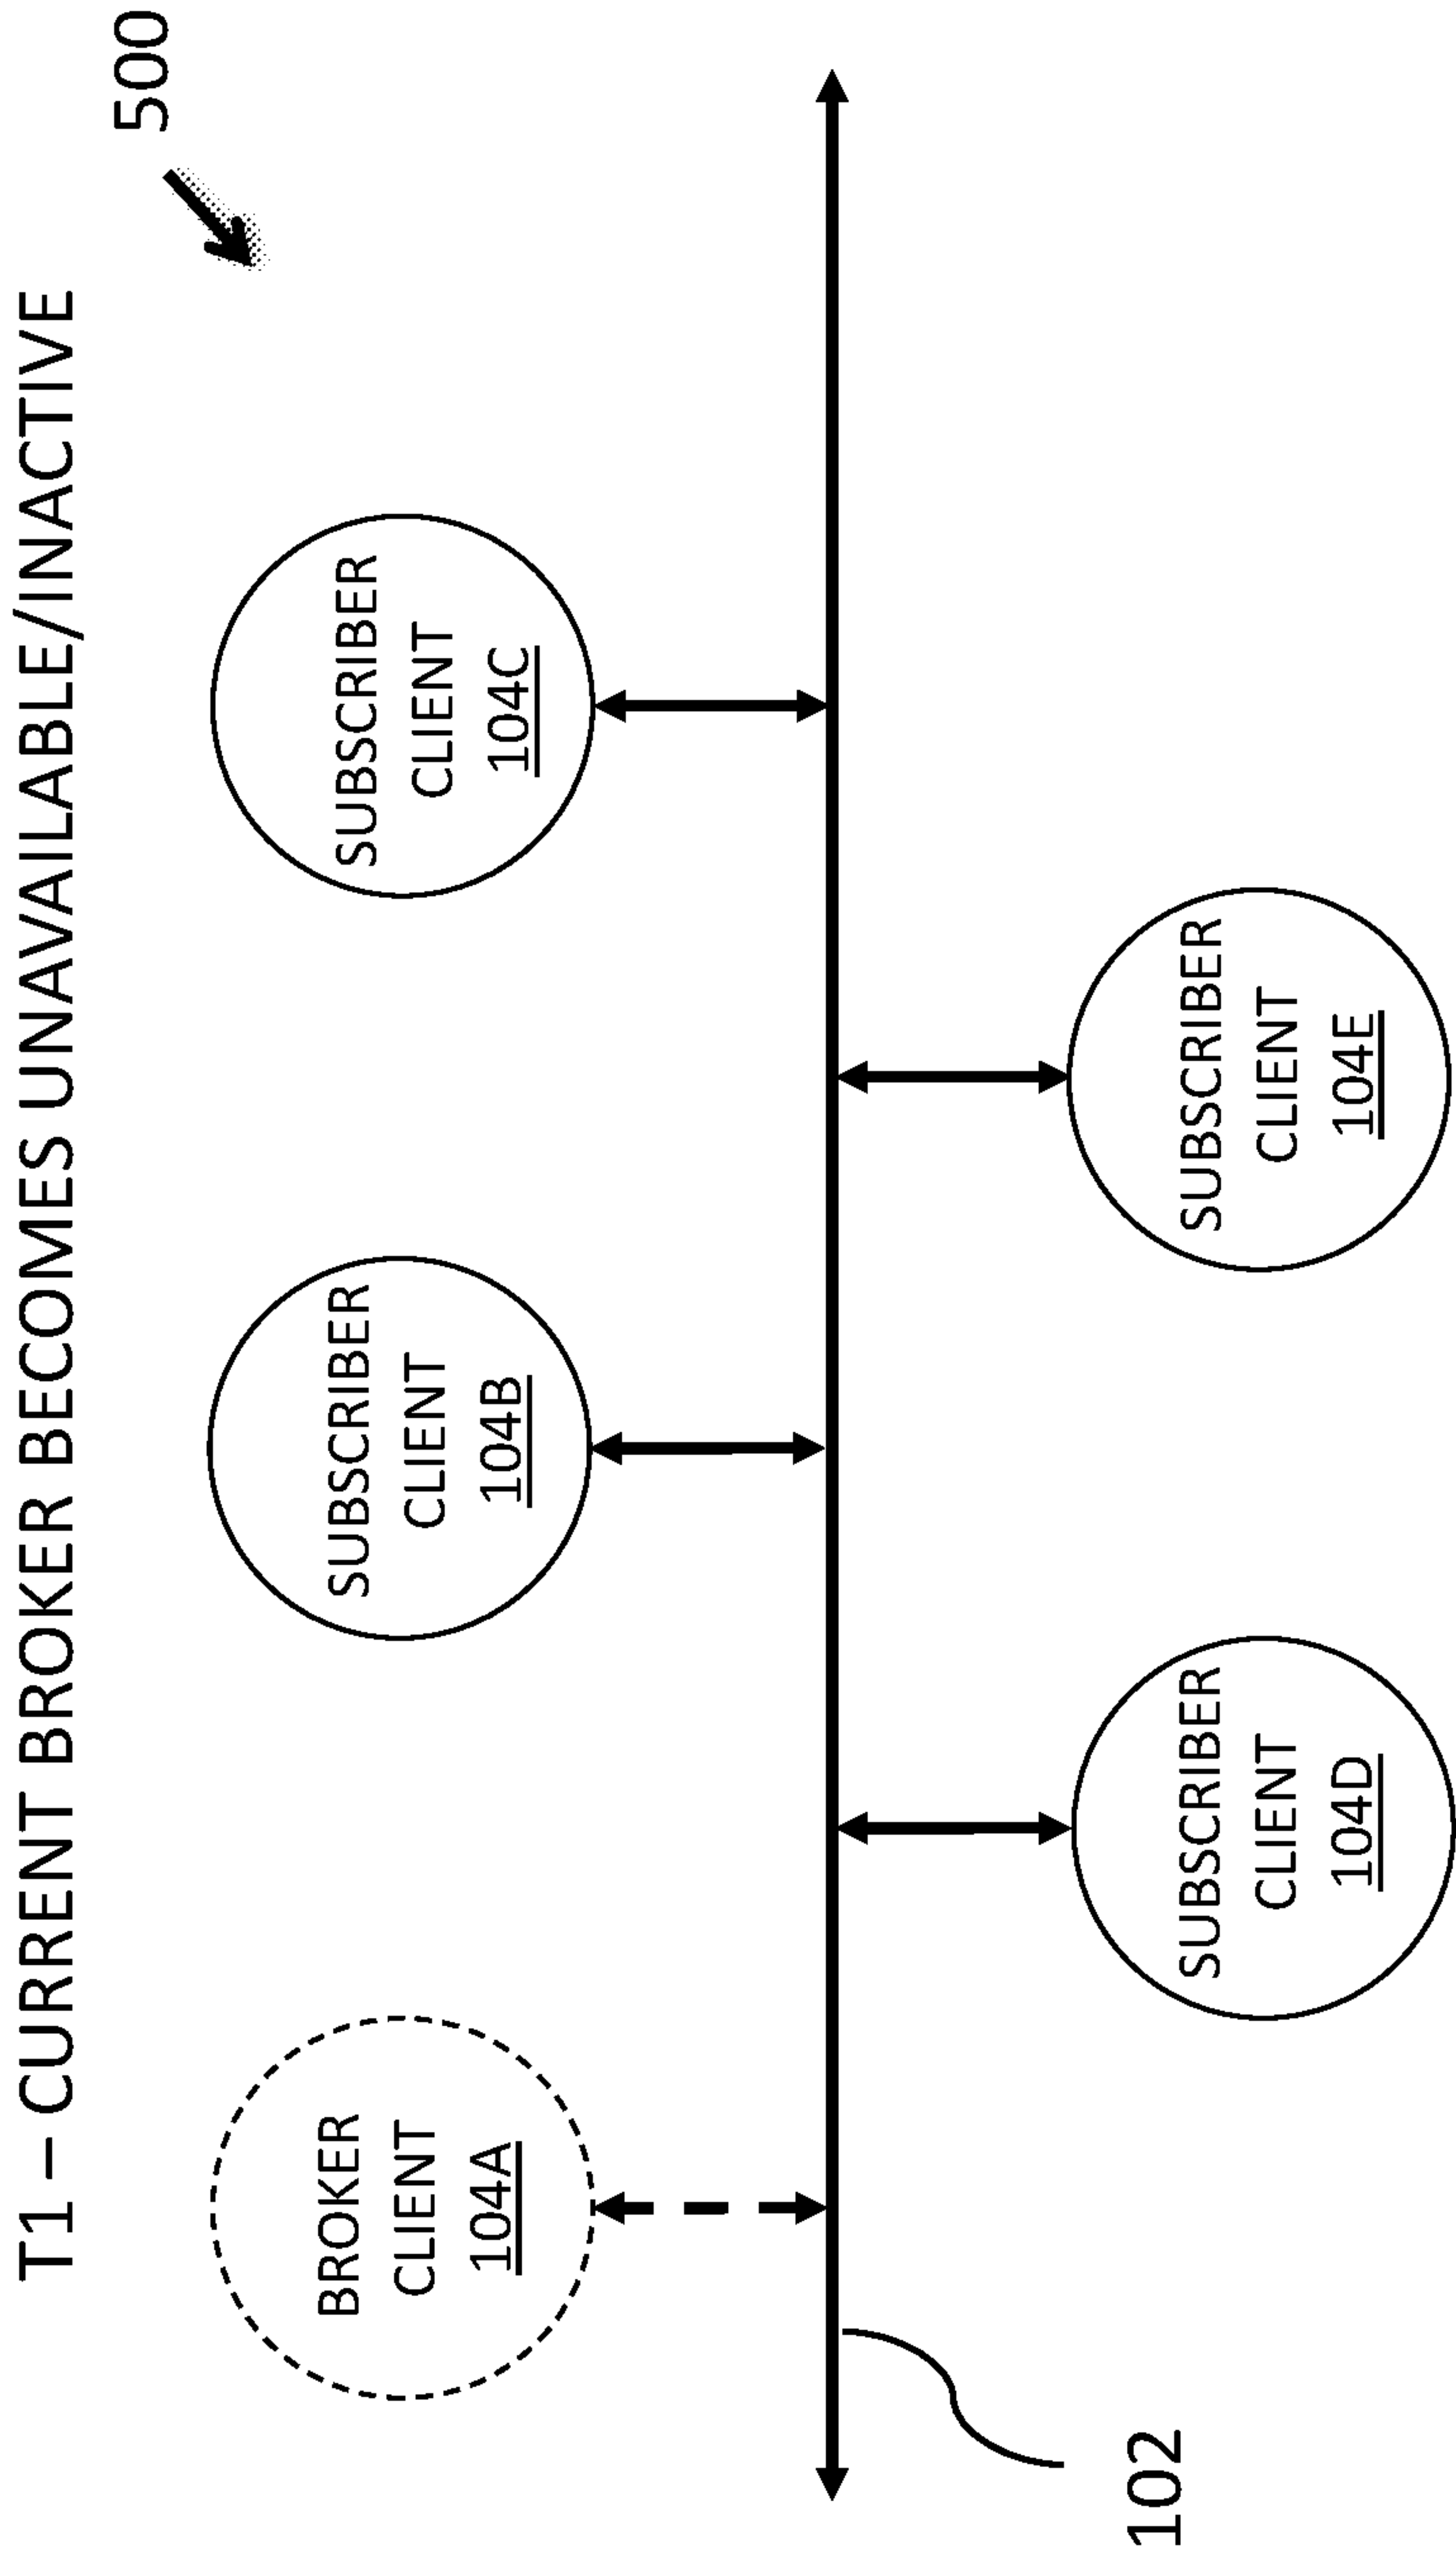 T1 – CURRENT BROKER BECOMES UNAVAILABLE/INACTIVE
500
BROKER
CLIENT
104A
SUBSCRIBER
CLIENT
104B
SUBSCRIBER
CLIENT
104C
102
SUBSCRIBER
CLIENT
104D
SUBSCRIBER
CLIENT
104E